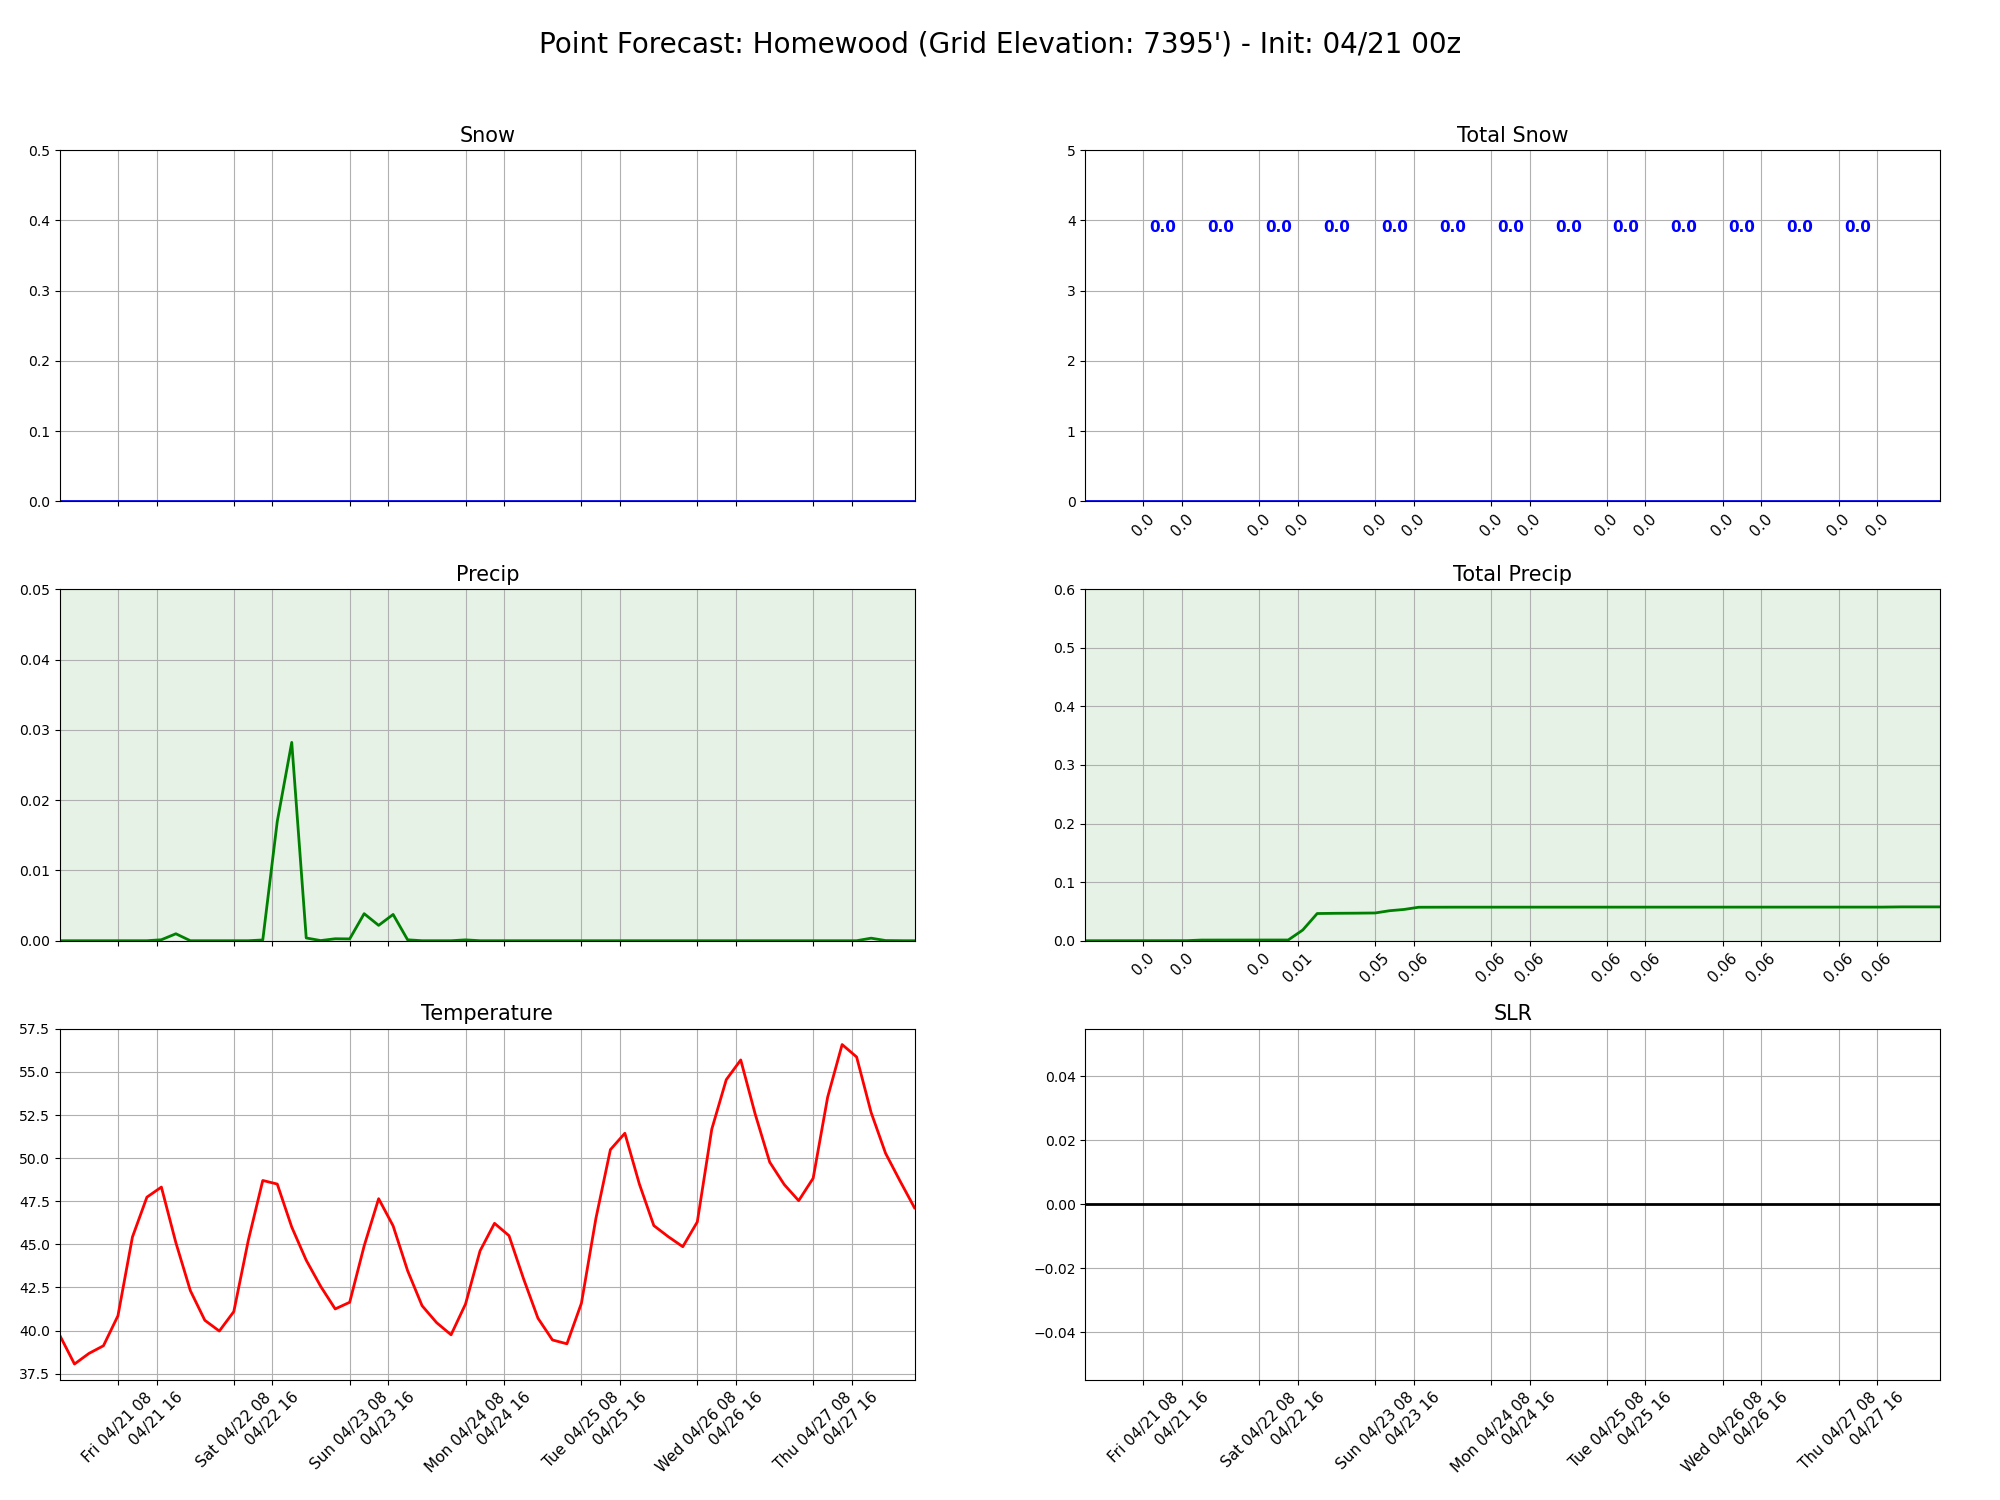 Point Forecast: Homewood (Grid Elevation: 7395') - Init: 04/21 00z
Snow
0.5
0.4
0.3
0.2
0.1
0.0
Total Snow
5
4
3
2
1
0
0.0 0.0 0.0 0.0 0.0 0.0 0.0 0.0 0.0 0.0 0.0 0.0 0.0
0.0 0.0 0.0 0.0 0.0 0.0 0.0 0.0 0.0 0.0 0.0 0.0 0.0 0.0
Precip
0.05
0.04
0.03
0.02
0.01
0.00
Total Precip
0.6
0.5
0.4
0.3
0.2
0.1
0.0
0.0 0.0 0.0 0.01 0.05 0.06 0.06 0.06 0.06 0.06 0.06 0.06 0.06 0.06
Temperature
57.5
55.0
52.5
50.0
47.5
45.0
42.5
40.0
37.5
Fri 04/21 08
04/21 16
Sat 04/22 08
04/22 16
Sun 04/23 08
04/23 16
Mon 04/24 08
04/24 16
Tue 04/25 08
04/25 16
Wed 04/26 08
04/26 16
Thu 04/27 08
04/27 16
SLR
0.04
0.02
0.00
−0.02
−0.04
Fri 04/21 08
04/21 16
Sat 04/22 08
04/22 16
Sun 04/23 08
04/23 16
Mon 04/24 08
04/24 16
Tue 04/25 08
04/25 16
Wed 04/26 08
04/26 16
Thu 04/27 08
04/27 16